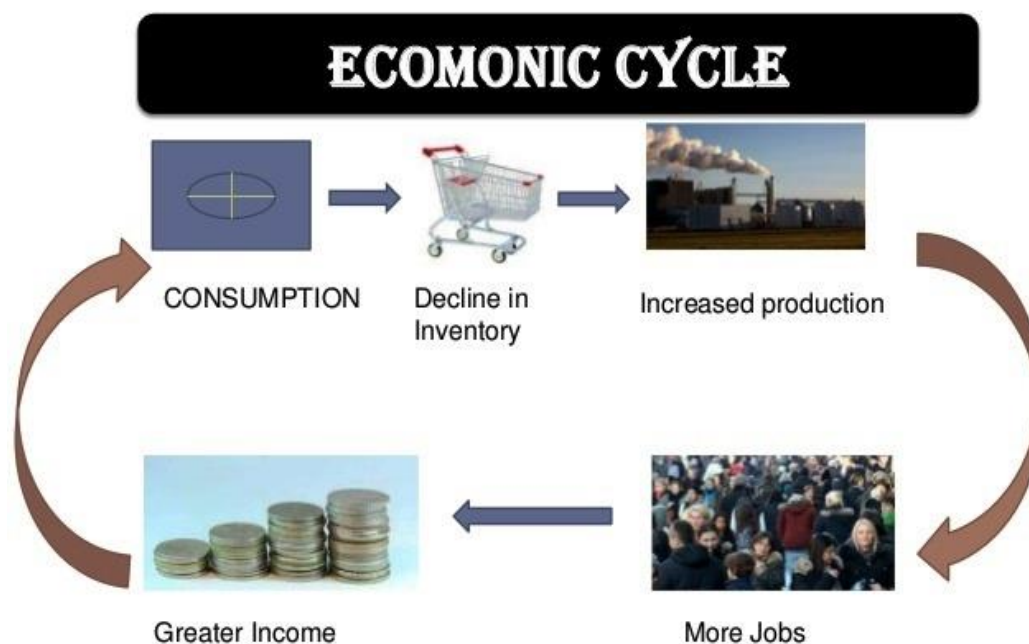 ECOMONIC CYCLE
CONSUMPTION
Decline in
Inventory
Increased production
Greater Income
More Jobs